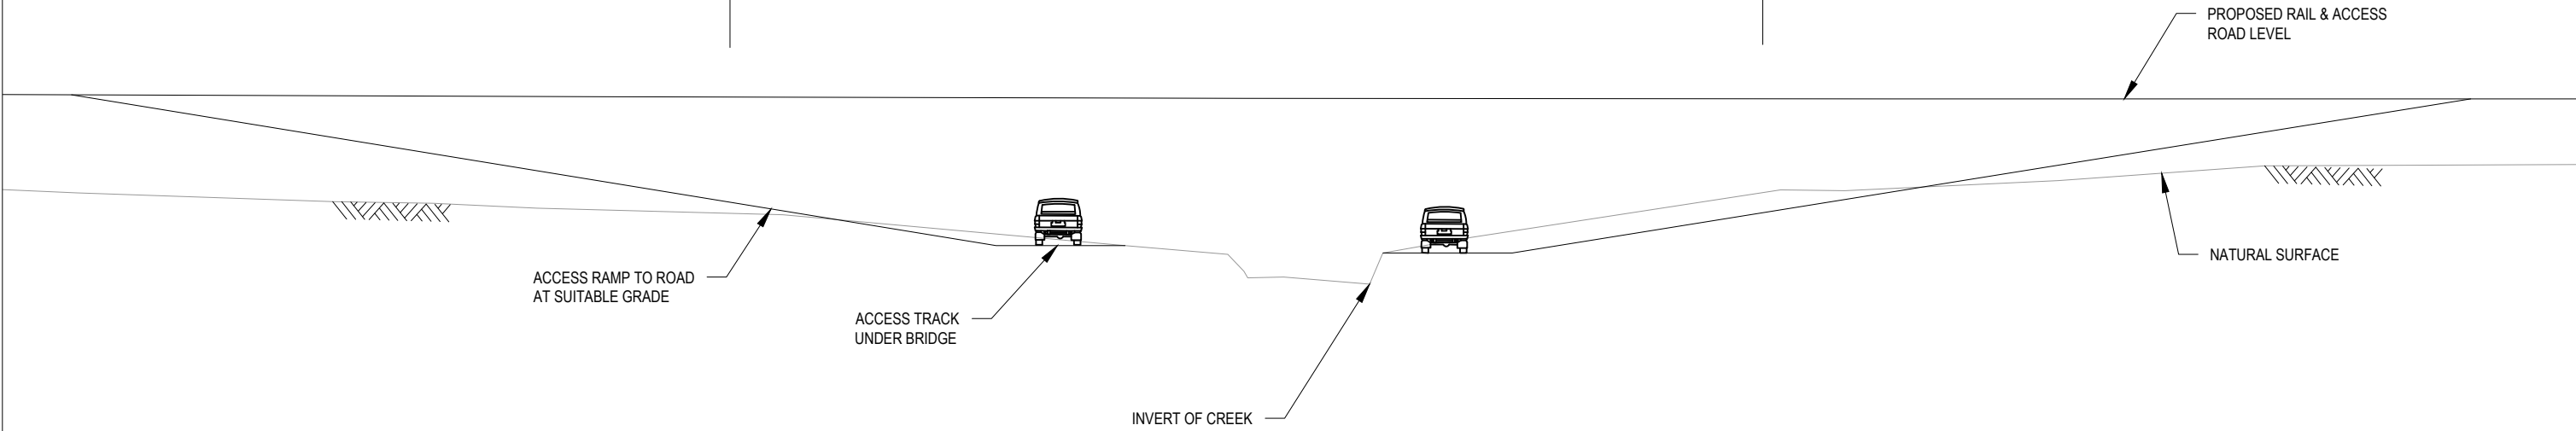 PROPOSED RAIL & ACCESS
ROAD LEVEL
ACCESS RAMP TO ROAD
AT SUITABLE GRADE
ACCESS TRACK
UNDER BRIDGE
INVERT OF CREEK
NATURAL SURFACE